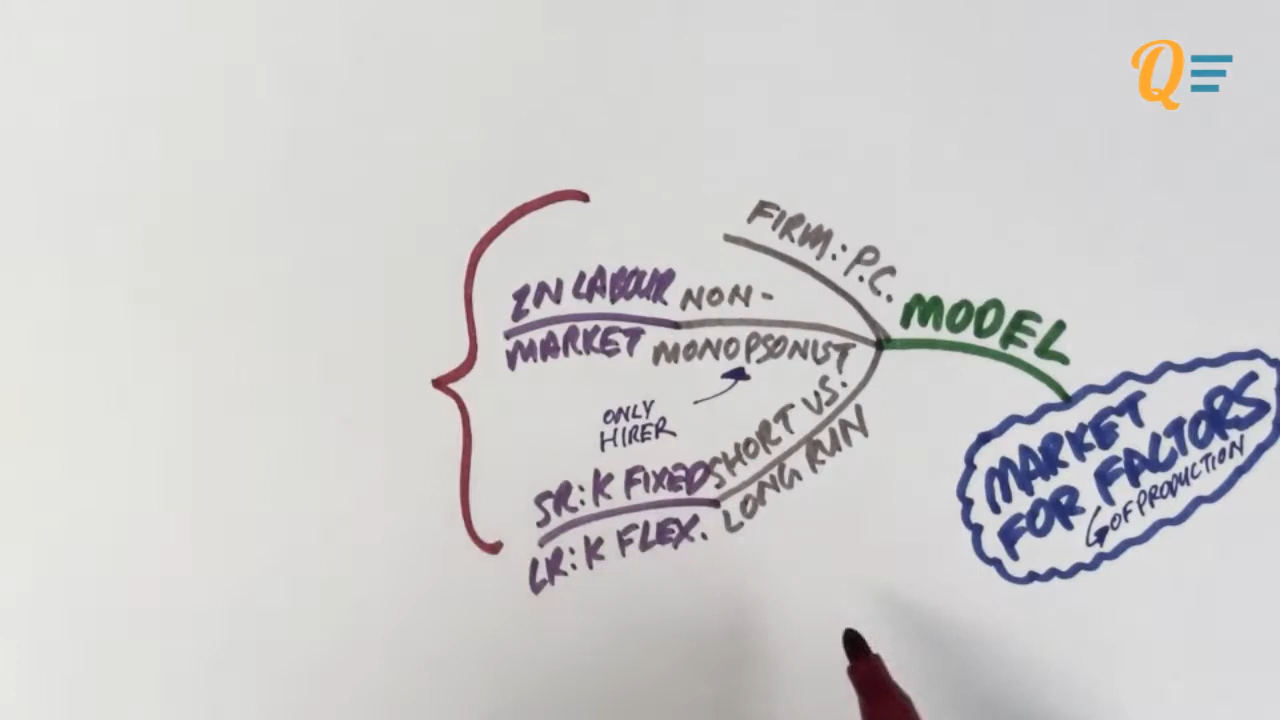 FIRM: P.C.
IN LABOUR NON-
MARKET MONOPSONIST
ONLY
HIRER
SHORT VS.
LONG RUN
SR: K FIXED
LR: K FLEX.
MODEL
MARKET
FOR FACTORS
OF PRODUCTION
Q